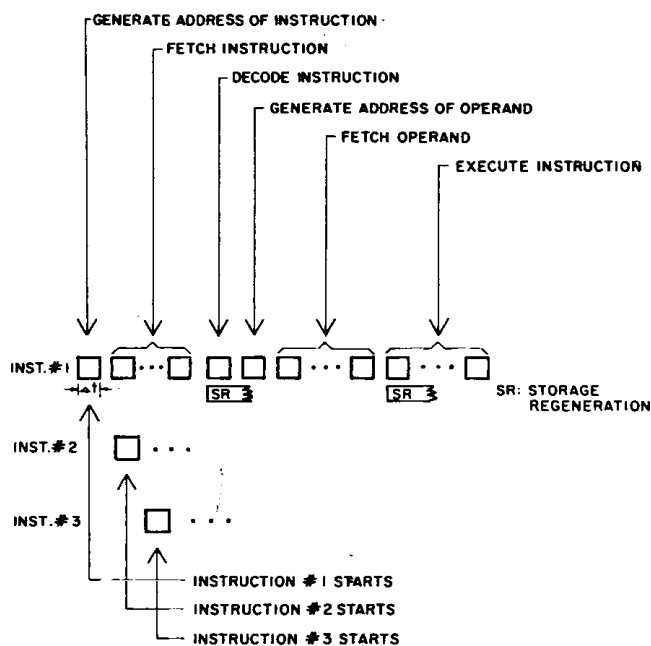 GENERATE ADDRESS OF INSTRUCTION
FETCH INSTRUCTION
DECODE INSTRUCTION
GENERATE ADDRESS OF OPERAND
FETCH OPERAND
EXECUTE INSTRUCTION
INST.#1
Δt
SR
SR
SR: STORAGE
REGENERATION
INST.#2
INST.#3
INSTRUCTION #1 STARTS
INSTRUCTION #2 STARTS
INSTRUCTION #3 STARTS